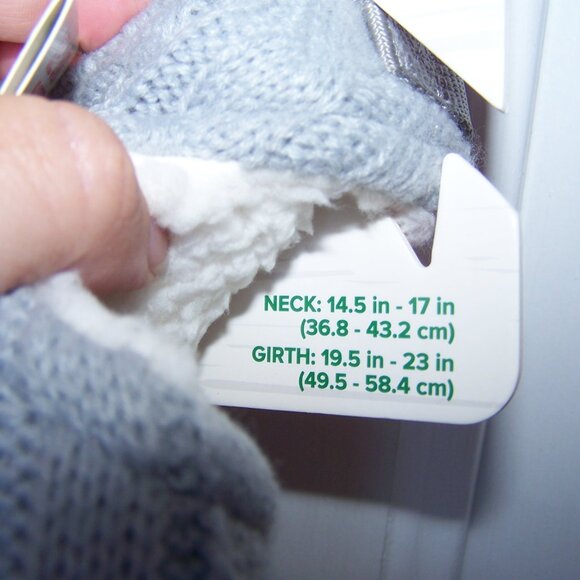 NECK: 14.5 in - 17 in
(36.8 - 43.2 cm)
GIRTH: 19.5 in - 23 in
(49.5 - 58.4 cm)